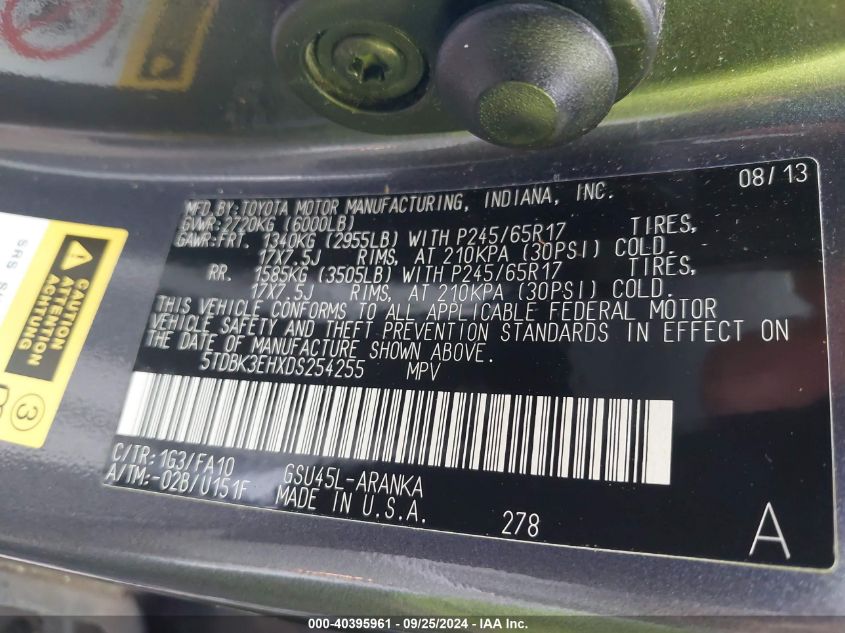 MFD. BY: TOYOTA MOTOR MANUFACTURING, INDIANA, INC. 08/13
GVWR: 2720KG (6000LB)
GAWR: FRT. 1340KG (2955LB) WITH P245/65R17 TIRES,
17X7.5J RIMS, AT 210KPA (30PSI) COLD.
RR. 1585KG (3505LB) WITH P245/65R17 TIRES,
17X7.5J RIMS, AT 210KPA (30PSI) COLD.
THIS VEHICLE CONFORMS TO ALL APPLICABLE FEDERAL MOTOR
VEHICLE SAFETY AND THEFT PREVENTION STANDARDS IN EFFECT ON
THE DATE OF MANUFACTURE SHOWN ABOVE.
5TDBK3EHXDS254255 MPV
C/TR: 1G3/FA10 GSU45L-ARANKA
A/TM:-02B/U151F MADE IN U.S.A. 278 A
CAUTION
ATTENTION
ACHTUNG
3
SRS
000-40395961 - 09/25/2024 - IAA Inc.